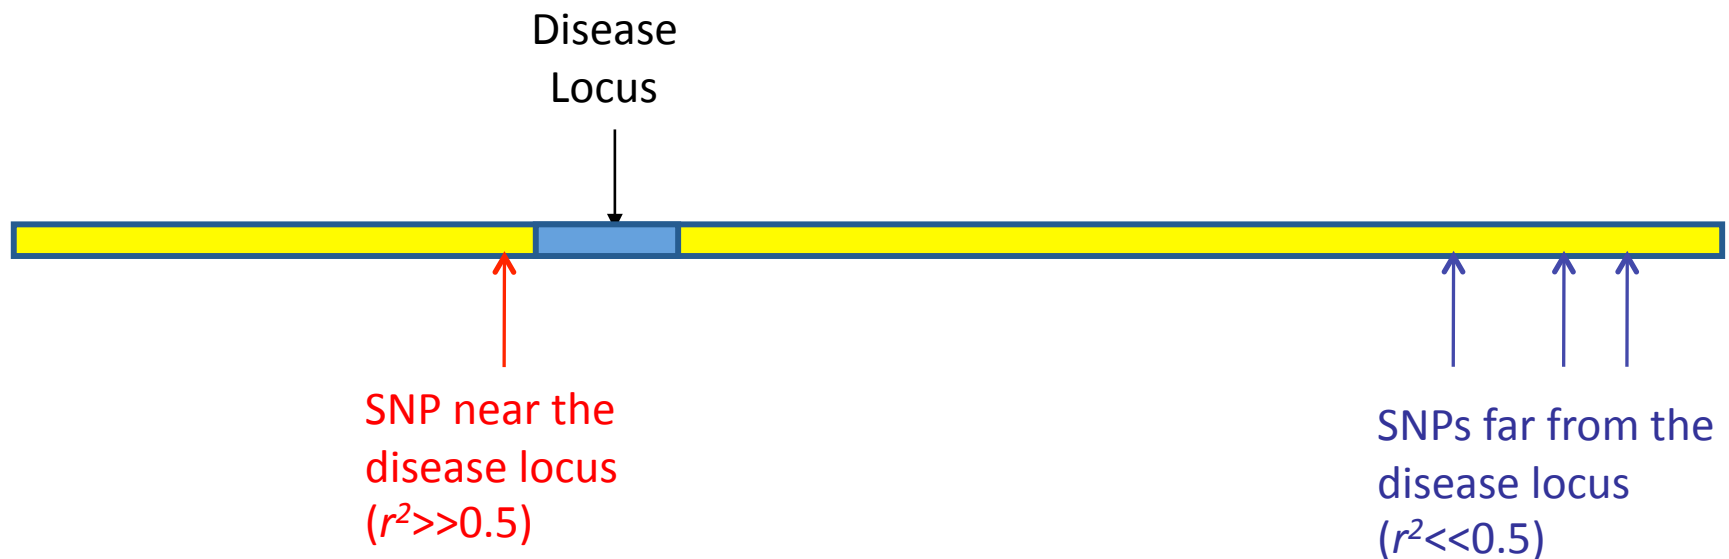 Disease
Locus
SNP near the
disease locus
(r²>>0.5)
SNPs far from the
disease locus
(r²<<0.5)